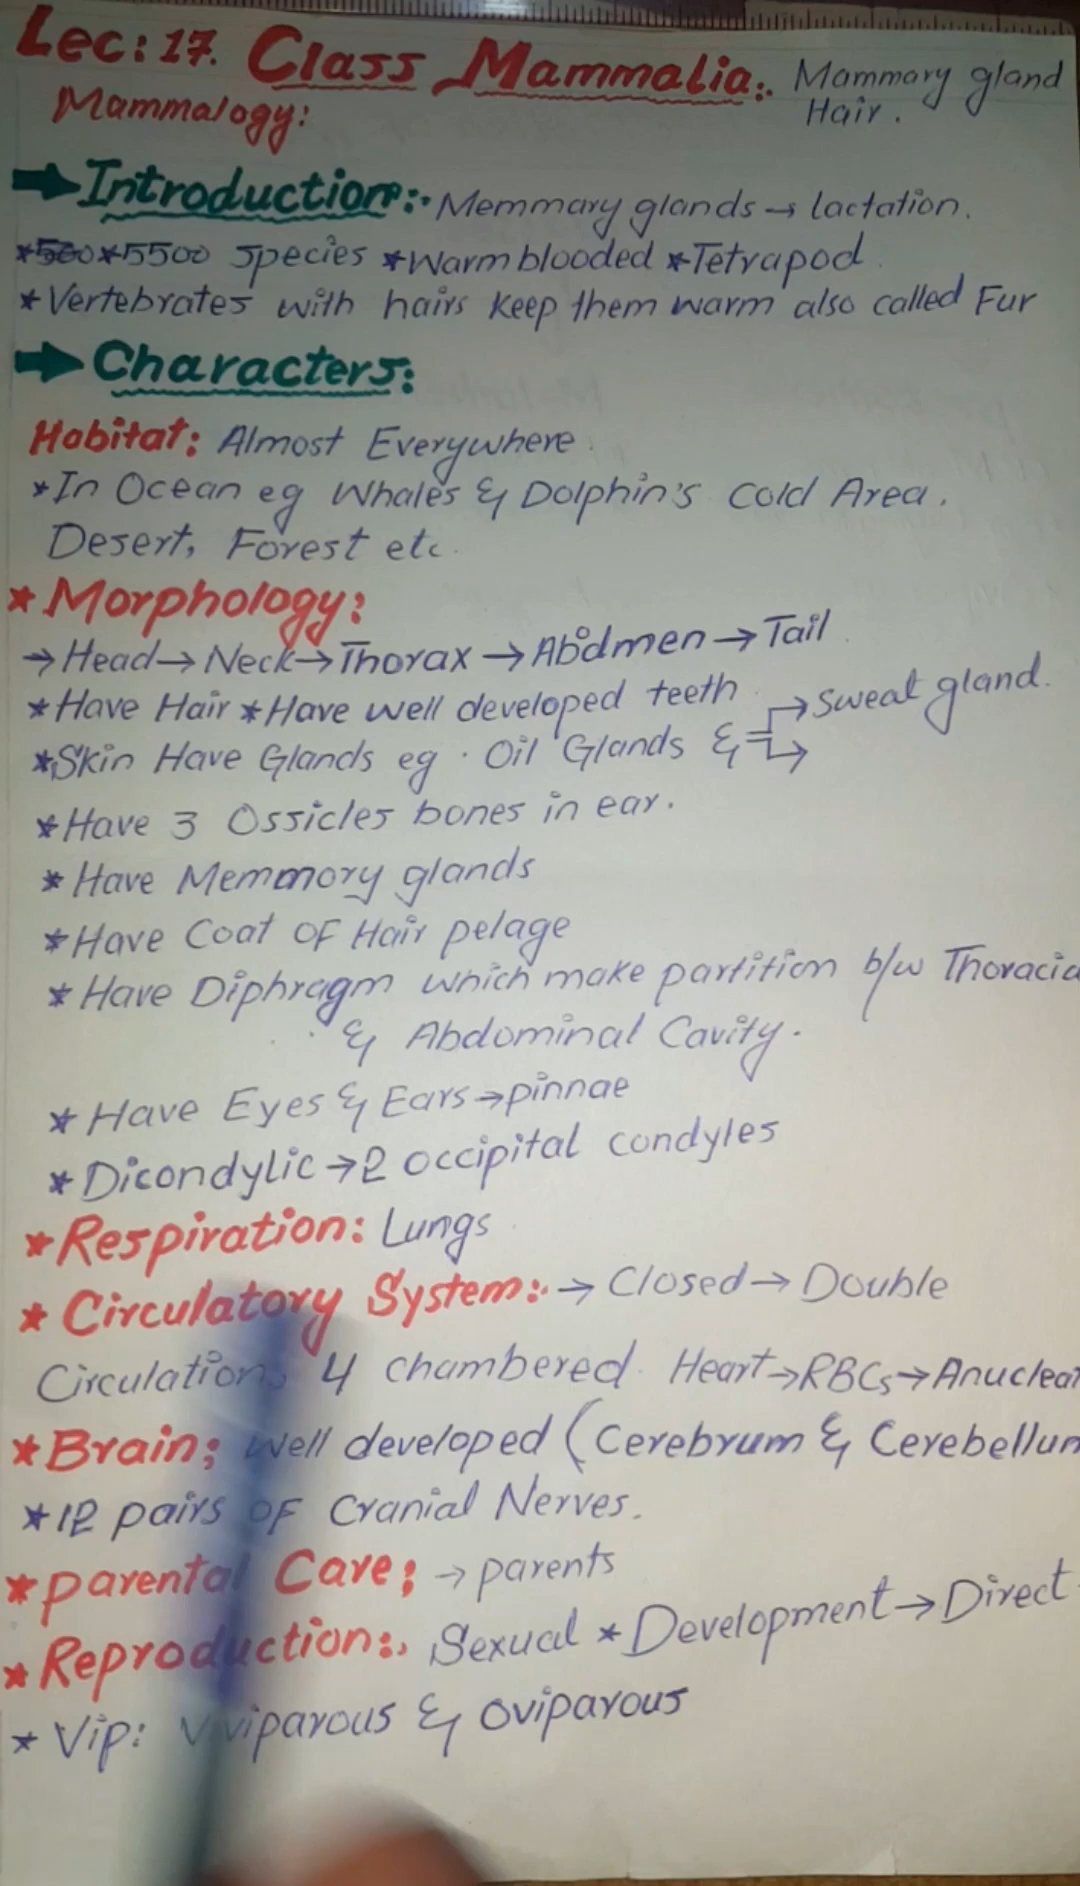 Lec: 17. Class Mammalia:. Mammary gland
Mammalogy: Hair.
→ Introduction:. Memmary glands → lactation.
*560*5500 Species *Warm blooded *Tetrapod
*Vertebrates with hairs keep them warm also called Fur
→ Characters:
Habitat: Almost Everywhere.
*In Ocean eg Whales & Dolphin's Cold Area.
Desert, Forest etc.
* Morphology:
→Head→Neck→Thorax→Abdomen→Tail
*Have Hair *Have well developed teeth →Sweat gland.
*Skin Have Glands eg. Oil Glands & →
*Have 3 Ossicles bones in ear.
*Have Memmory glands
*Have Coat of Hair pelage
*Have Diphragm which make partition b/w Thoracic
& Abdominal Cavity.
*Have Eyes & Ears→pinnae
*Dicondylic→2 occipital condyles
*Respiration: Lungs
* Circulatory System:. → Closed→ Double
Circulation, 4 chambered Heart→RBCs→Anucleat
*Brain; Well developed (Cerebrum & Cerebellum
*12 pairs of Cranial Nerves.
*Parental Care; → parents
*Reproduction:. Sexual *Development→Direct
* Vip: Viviparous & Oviparous